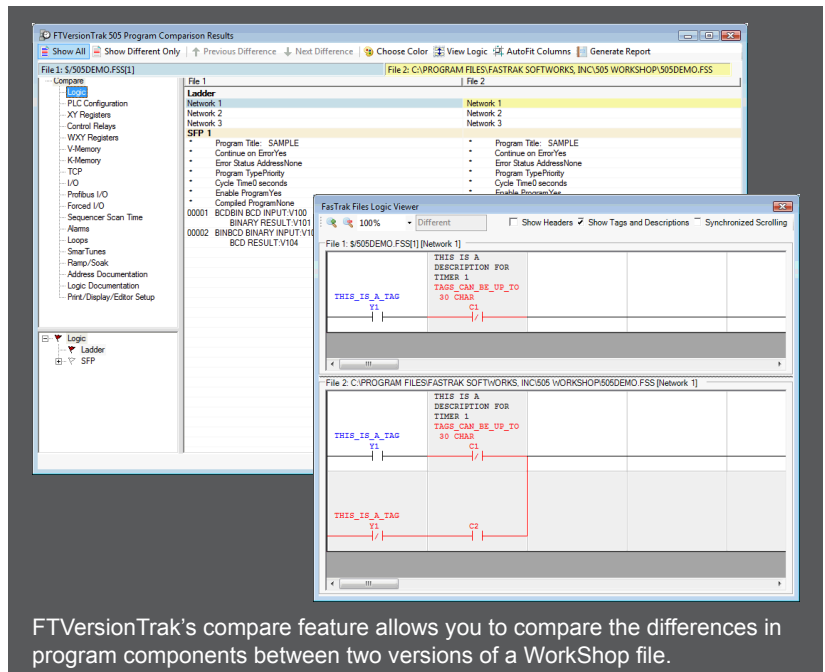 FTVersionTrak 505 Program Comparison Results
Show All Show Different Only Previous Difference Next Difference Choose Color View Logic AutoFit Columns Generate Report
File 1: $/505DEMO.FSS[1] File 2: C:\PROGRAM FILES\FASTRAK SOFTWORKS, INC\505 WORKSHOP\505DEMO.FSS
Compare
Logic
PLC Configuration
XY Registers
Control Relays
WXY Registers
V-Memory
K-Memory
TCP
I/O
Profibus I/O
Forced I/O
Sequencer Scan Time
Alarms
Loops
SmarTunes
Ramp/Soak
Address Documentation
Logic Documentation
Print/Display/Editor Setup
Logic
Ladder
SFP
File 1 File 2
Ladder
Network 1 Network 1
Network 2 Network 2
Network 3 Network 3
SFP 1
* Program Title: SAMPLE * Program Title: SAMPLE
* Continue on ErrorYes * Continue on ErrorYes
* Error Status AddressNone * Error Status AddressNone
* Program TypePriority * Program TypePriority
* Cycle Time0 seconds * Cycle Time0 seconds
* Enable ProgramYes * Enable ProgramYes
* Compiled ProgramNone
00001 BCDBIN BCD INPUT:V100
BINARY RESULT:V101
00002 BINBCD BINARY INPUT:V10
BCD RESULT:V104
FasTrak Files Logic Viewer
100% Different Show Headers Show Tags and Descriptions Synchronized Scrolling
File 1: $/505DEMO.FSS[1] [Network 1]
THIS IS A
DESCRIPTION FOR
TIMER 1
TAGS_CAN_BE_UP_TO
THIS_IS_A_TAG 30 CHAR
Y1 C1
File 2: C:\PROGRAM FILES\FASTRAK SOFTWORKS, INC\505 WORKSHOP\505DEMO.FSS [Network 1]
THIS IS A
DESCRIPTION FOR
TIMER 1
TAGS_CAN_BE_UP_TO
THIS_IS_A_TAG 30 CHAR
Y1 C1
THIS_IS_A_TAG
Y1 C2
FTVersionTrak's compare feature allows you to compare the differences in
program components between two versions of a WorkShop file.